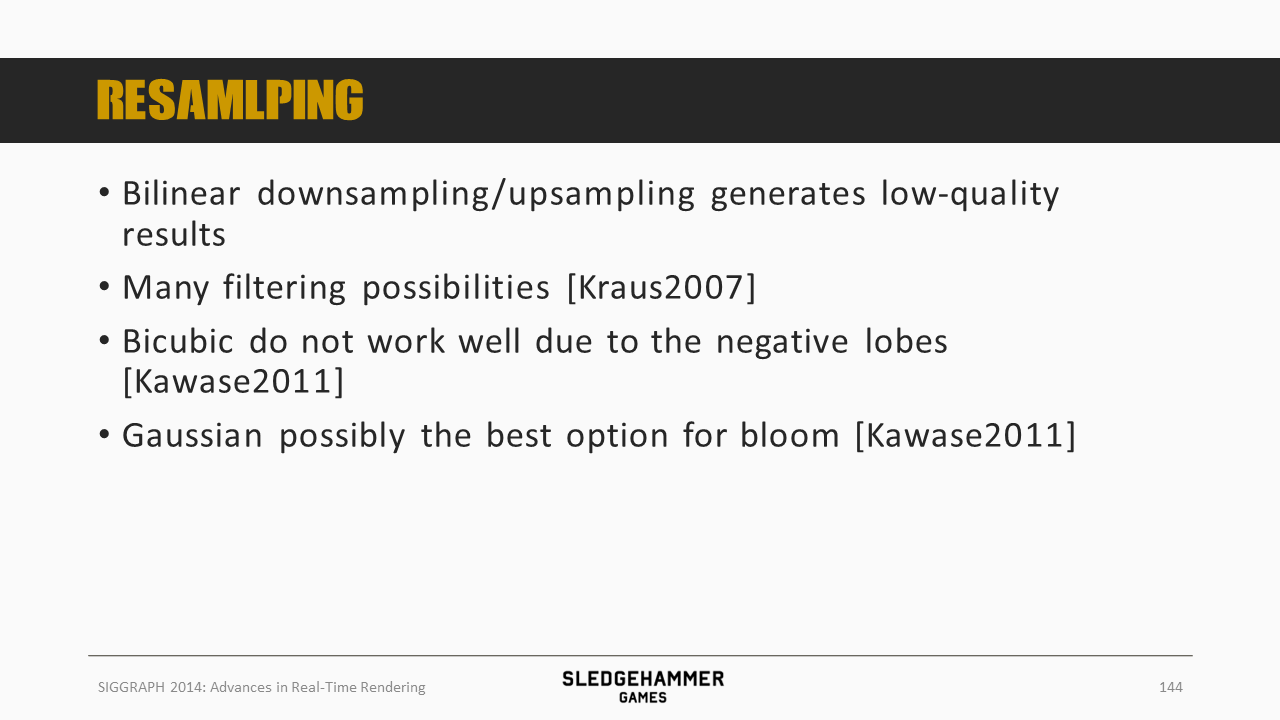 RESAMLPING
• Bilinear downsampling/upsampling generates low-quality
results
• Many filtering possibilities [Kraus2007]
• Bicubic do not work well due to the negative lobes
[Kawase2011]
• Gaussian possibly the best option for bloom [Kawase2011]
SIGGRAPH 2014: Advances in Real-Time Rendering
SLEDGEHAMMER
GAMES
144